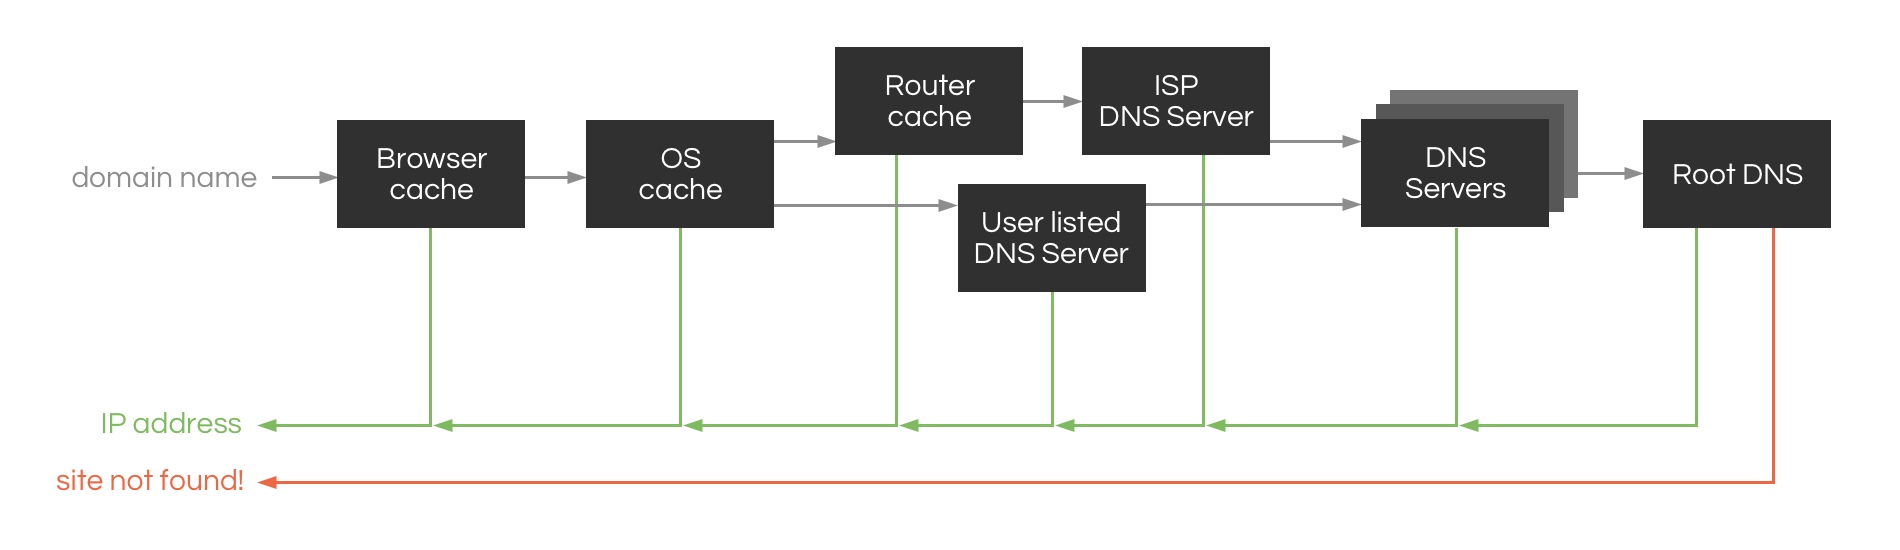 domain name
Browser
cache
OS
cache
Router
cache
ISP
DNS Server
User listed
DNS Server
DNS
Servers
Root DNS
IP address
site not found!